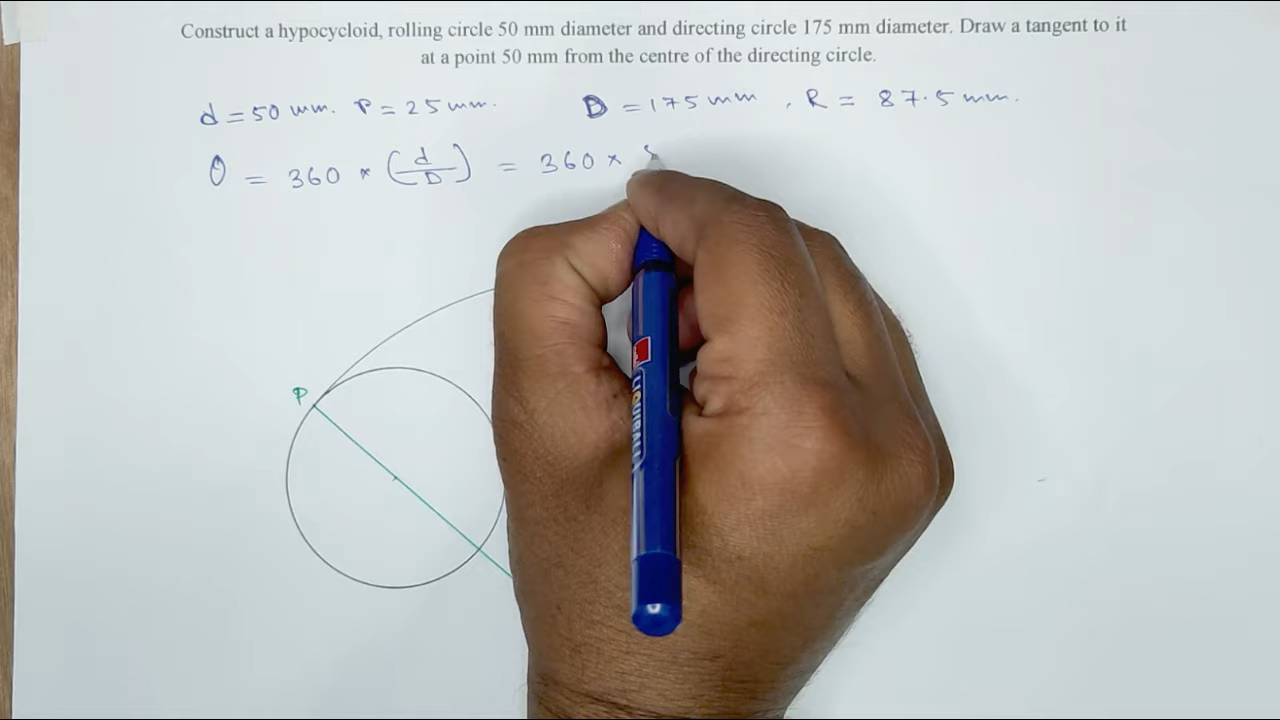 Construct a hypocycloid, rolling circle 50 mm diameter and directing circle 175 mm diameter. Draw a tangent to it
at a point 50 mm from the centre of the directing circle.
d = 50 mm. r = 25 mm. D = 175 mm , R = 87.5 mm.
θ = 360 × (d/D) = 360 ×
P